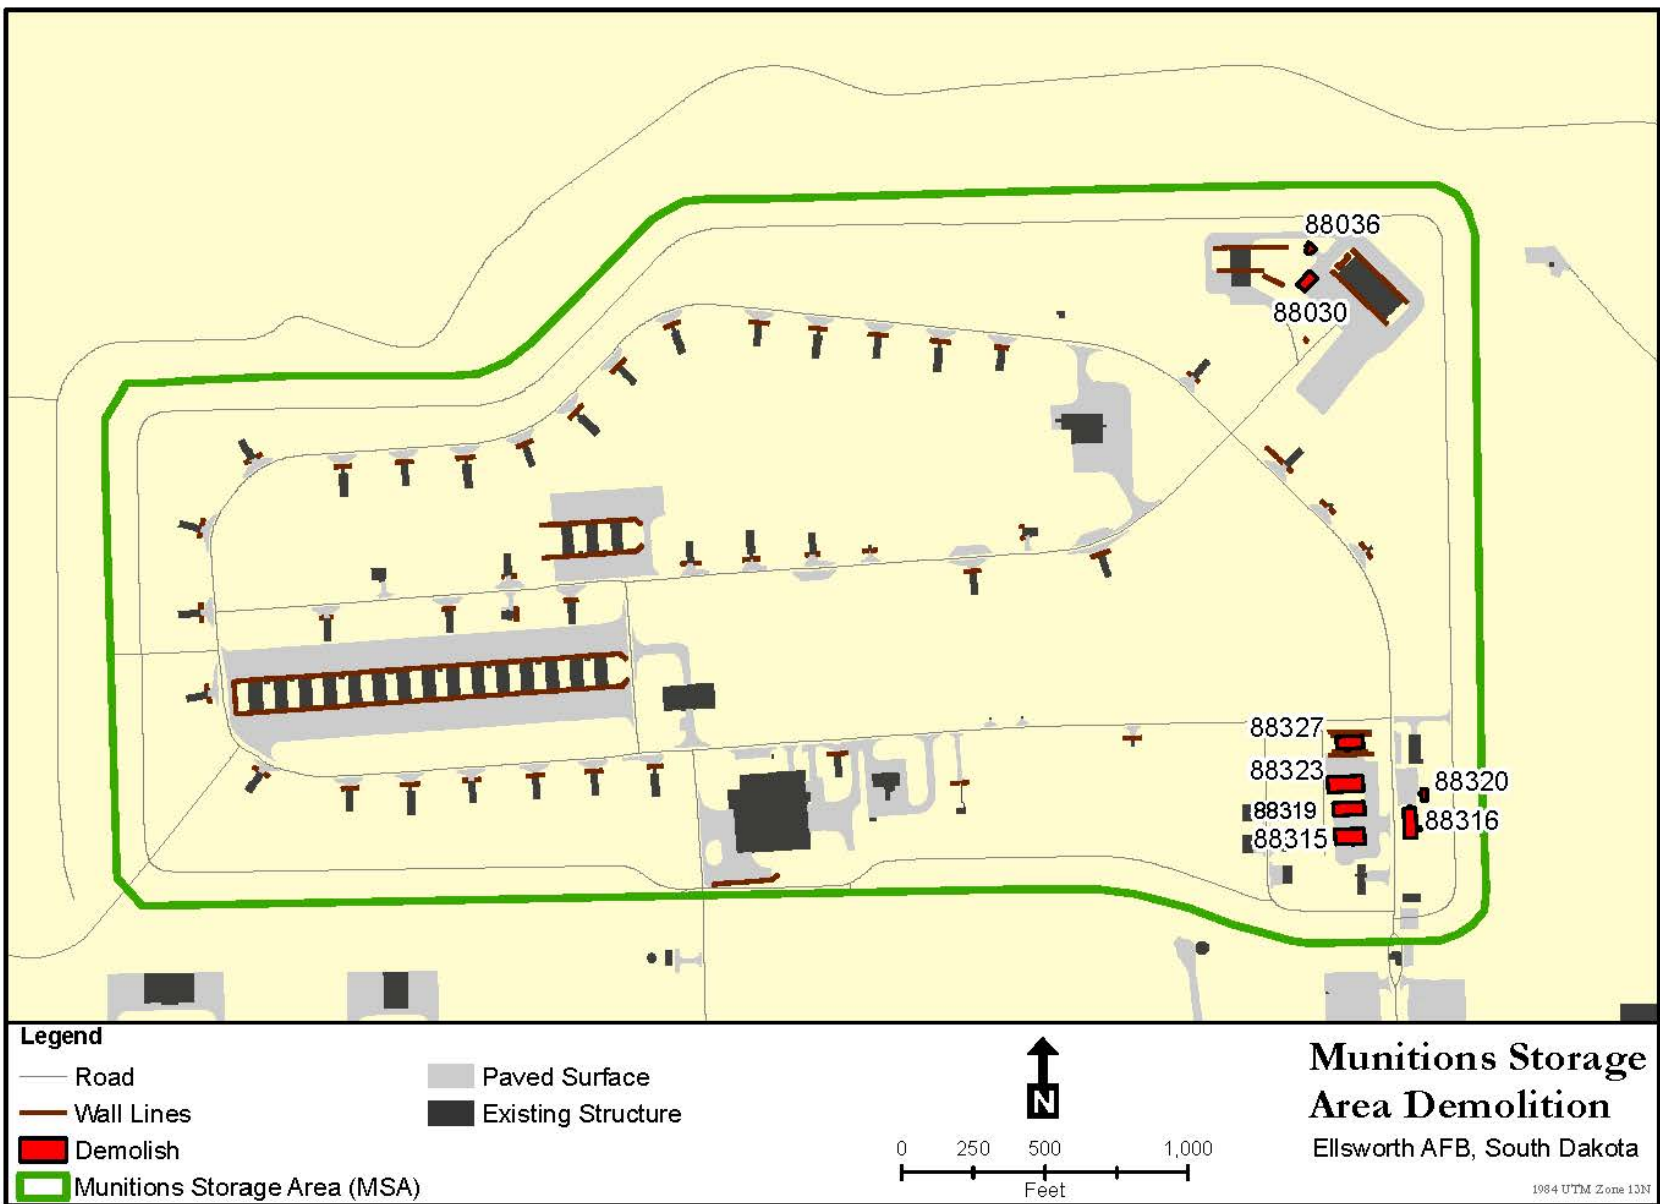 88036
88030
88327
88323
88320
88319
88316
88315
Legend
Road
Wall Lines
Demolish
Munitions Storage Area (MSA)
Paved Surface
Existing Structure
N
0 250 500 1,000
Feet
Munitions Storage
Area Demolition
Ellsworth AFB, South Dakota
1984 UTM Zone 13N